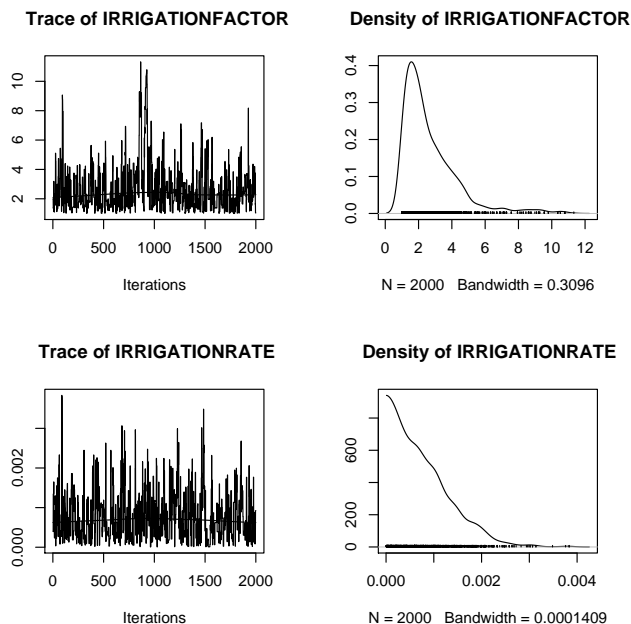 Trace of IRRIGATIONFACTOR
2 4 6 8 10
0 500 1000 1500 2000
Iterations
Density of IRRIGATIONFACTOR
0.0 0.1 0.2 0.3 0.4
0 2 4 6 8 10 12
N = 2000 Bandwidth = 0.3096
Trace of IRRIGATIONRATE
0.000 0.002
0 500 1000 1500 2000
Iterations
Density of IRRIGATIONRATE
0 200 600
0.000 0.002 0.004
N = 2000 Bandwidth = 0.0001409